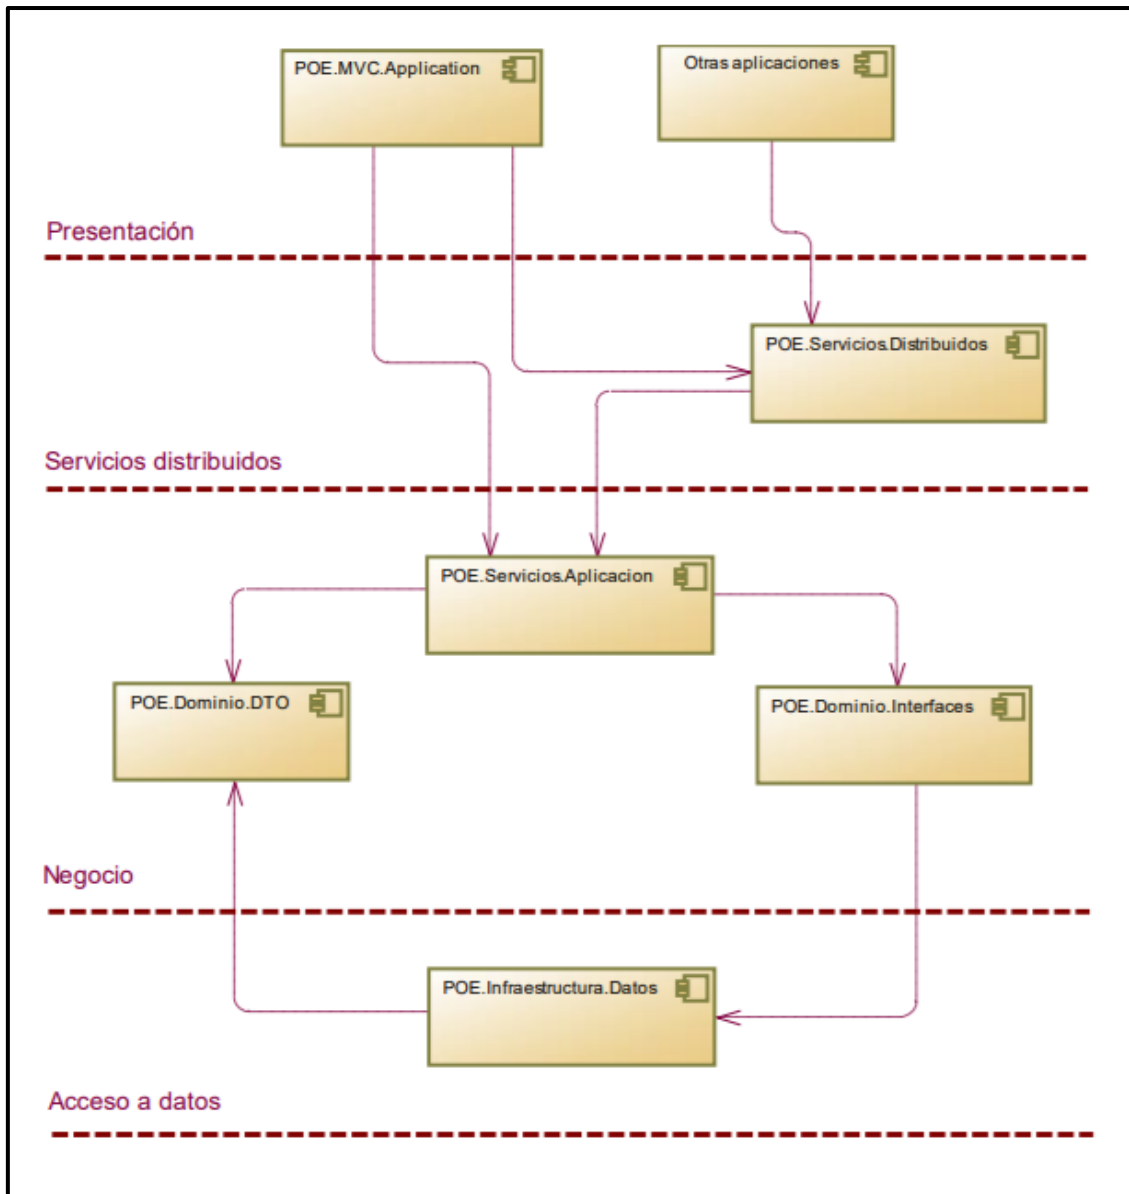 POE.MVC.Application
Otras aplicaciones
Presentación
POE.Servicios.Distribuidos
Servicios distribuidos
POE.Servicios.Aplicacion
POE.Dominio.DTO
POE.Dominio.Interfaces
Negocio
POE.Infraestructura.Datos
Acceso a datos